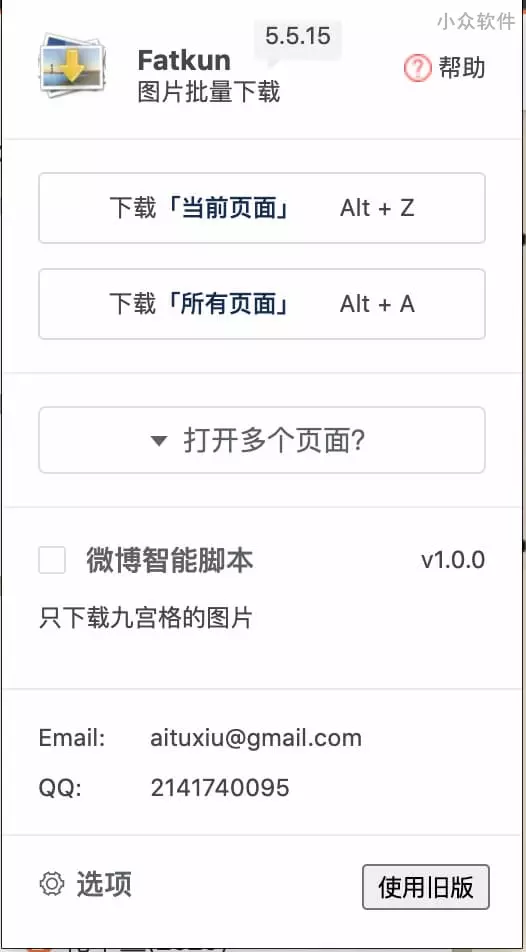 小众软件
5.5.15
Fatkun
图片批量下载
帮助
下载「当前页面」 Alt + Z
下载「所有页面」 Alt + A
打开多个页面?
微博智能脚本 v1.0.0
只下载九宫格的图片
Email: aituxiu@gmail.com
QQ: 2141740095
选项
使用旧版